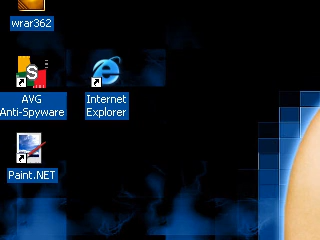 wrar362
AVG
Anti-Spyware
Internet
Explorer
Paint.NET